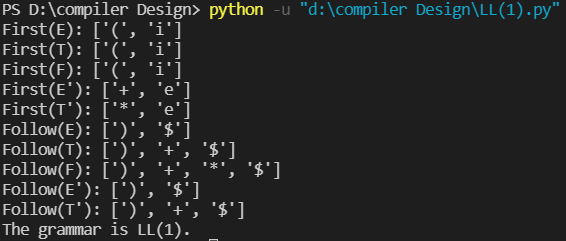 PS D:\compiler Design> python -u "d:\compiler Design\LL(1).py"
First(E): ['(', 'i']
First(T): ['(', 'i']
First(F): ['(', 'i']
First(E'): ['+', 'e']
First(T'): ['*', 'e']
Follow(E): [')', '$']
Follow(T): [')', '+', '$']
Follow(F): [')', '+', '*', '$']
Follow(E'): [')', '$']
Follow(T'): [')', '+', '$']
The grammar is LL(1).